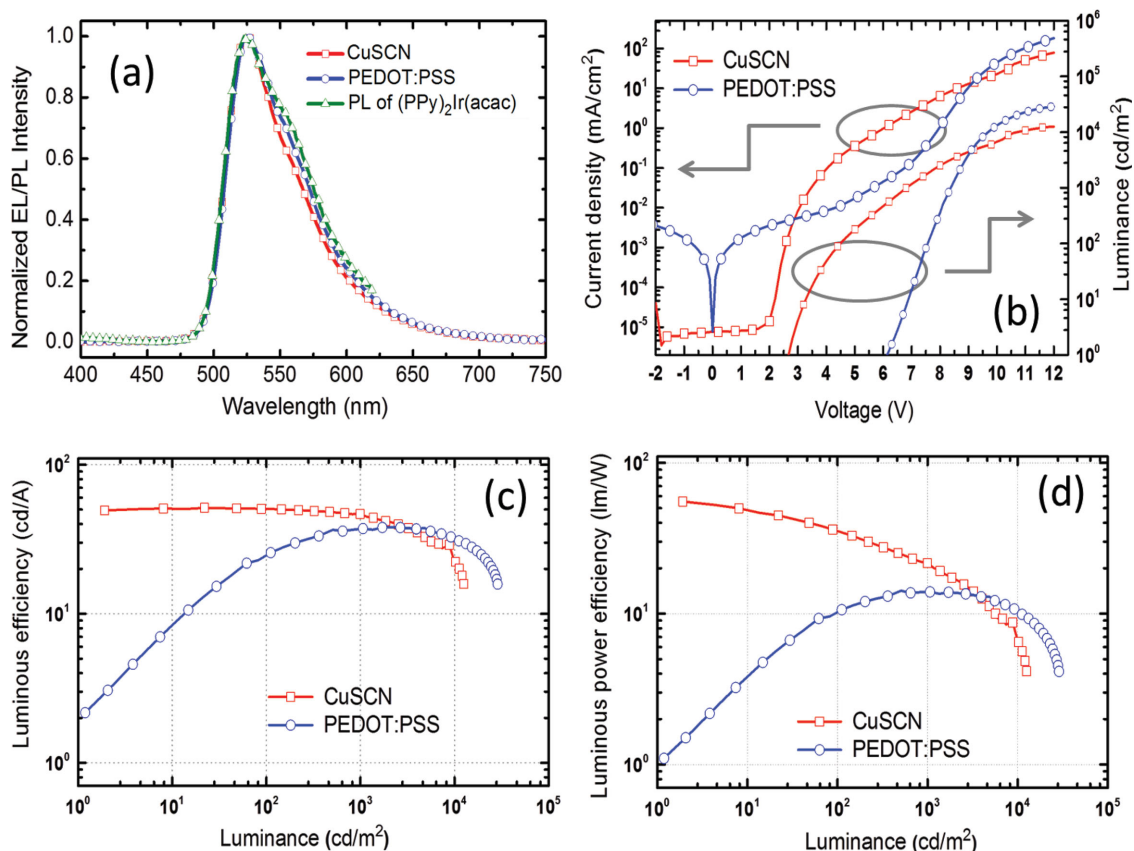 (a)
CuSCN
PEDOT:PSS
PL of (PPy)₂Ir(acac)
Normalized EL/PL Intensity
1.0
0.8
0.6
0.4
0.2
0.0
400 450 500 550 600 650 700 750
Wavelength (nm)
(b)
CuSCN
PEDOT:PSS
Current density (mA/cm²)
10²
10¹
10⁰
10⁻¹
10⁻²
10⁻³
10⁻⁴
10⁻⁵
-2 -1 0 1 2 3 4 5 6 7 8 9 10 11 12
Voltage (V)
10⁶
10⁵
10⁴
10³
10²
10¹
10⁰
Luminance (cd/m²)
(c)
Luminous efficiency (cd/A)
10²
10¹
10⁰
CuSCN
PEDOT:PSS
10⁰ 10¹ 10² 10³ 10⁴ 10⁵
Luminance (cd/m²)
(d)
Luminous power efficiency (lm/W)
10²
10¹
10⁰
CuSCN
PEDOT:PSS
10⁰ 10¹ 10² 10³ 10⁴ 10⁵
Luminance (cd/m²)